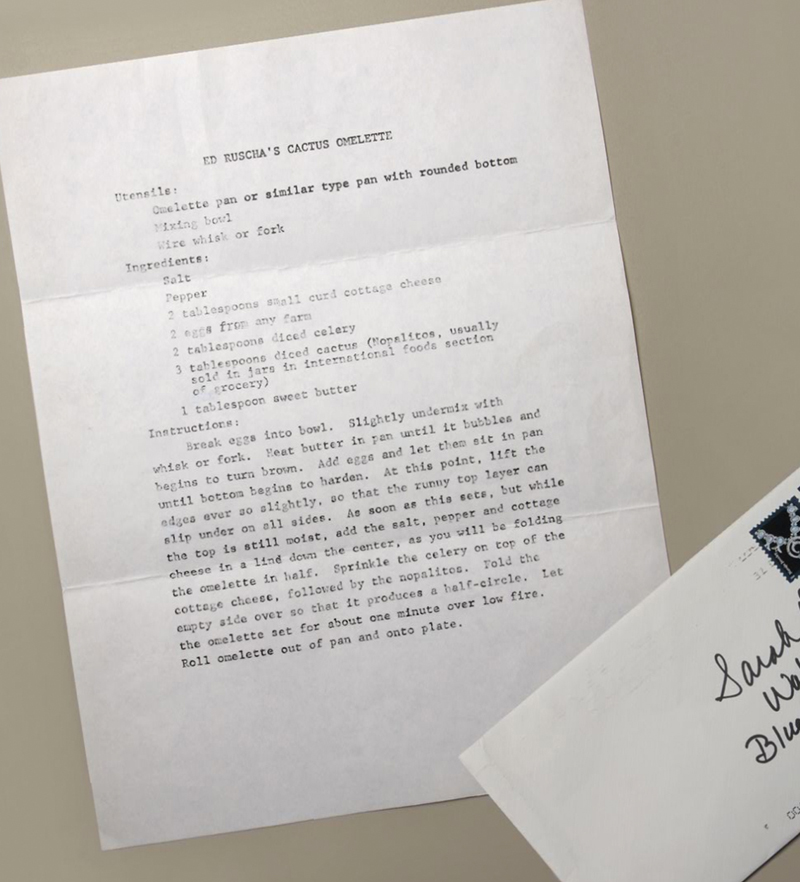 ED RUSCHA'S CACTUS OMELETTE
Utensils:
Omelette pan or similar type pan with rounded bottom
Mixing bowl
Wire whisk or fork
Ingredients:
Salt
Pepper
2 tablespoons small curd cottage cheese
2 eggs from any farm
2 tablespoons diced celery
3 tablespoons diced cactus (Nopalitos, usually
sold in jars in international foods section
of grocery)
1 tablespoon sweet butter
Instructions:
Break eggs into bowl. Slightly undermix with
whisk or fork. Heat butter in pan until it bubbles and
begins to turn brown. Add eggs and let them sit in pan
until bottom begins to harden. At this point, lift the
edges ever so slightly, so that the runny top layer can
slip under on all sides. As soon as this sets, but while
the top is still moist, add the salt, pepper and cottage
cheese in a lind down the center, as you will be folding
the omelette in half. Sprinkle the celery on top of the
cottage cheese, followed by the nopalitos. Fold the
empty side over so that it produces a half-circle. Let
the omelette set for about one minute over low fire.
Roll omelette out of pan and onto plate.
Sarah